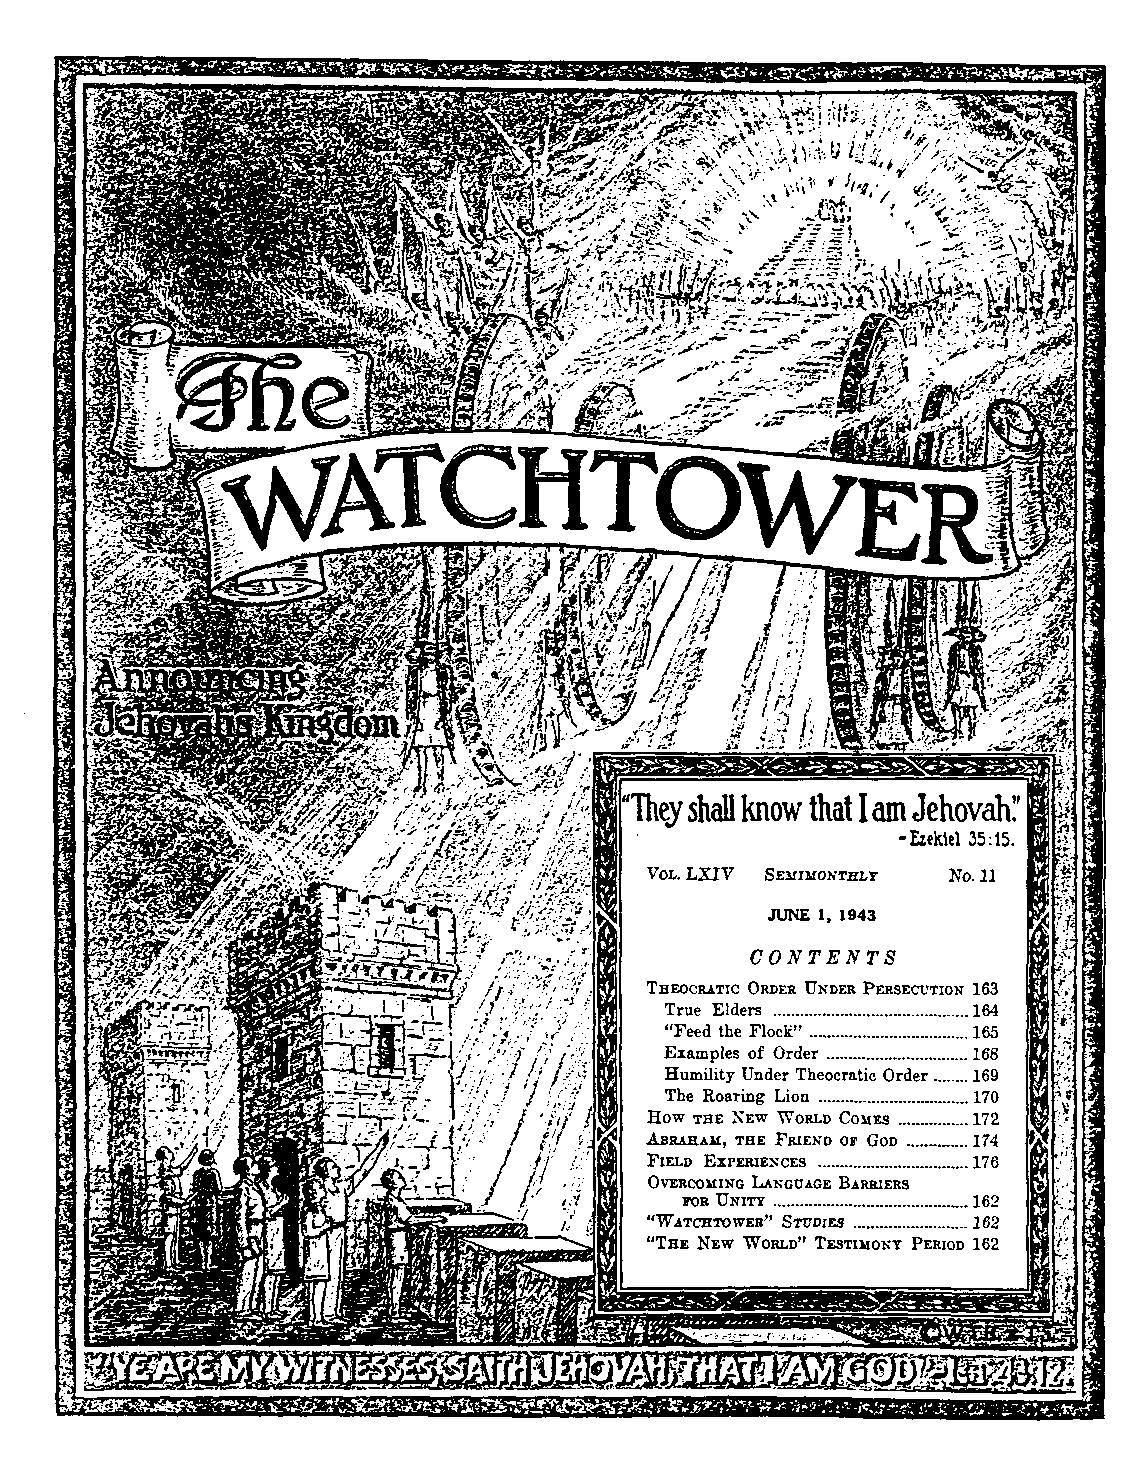 The
WATCHTOWER
Announcing
Jehovah's Kingdom
"They shall know that I am Jehovah."
-Ezekiel 35:15.
VOL. LXIV SEMIMONTHLY No. 11
JUNE 1, 1943
CONTENTS
THEOCRATIC ORDER UNDER PERSECUTION 163
True Elders 164
"Feed the Flock" 165
Examples of Order 168
Humility Under Theocratic Order 169
The Roaring Lion 170
HOW THE NEW WORLD COMES 172
ABRAHAM, THE FRIEND OF GOD 174
FIELD EXPERIENCES 176
OVERCOMING LANGUAGE BARRIERS
FOR UNITY 162
"WATCHTOWER" STUDIES 162
"THE NEW WORLD" TESTIMONY PERIOD 162
"YE ARE MY WITNESSES, SAITH JEHOVAH, THAT I AM GOD"-Isa. 43:12.